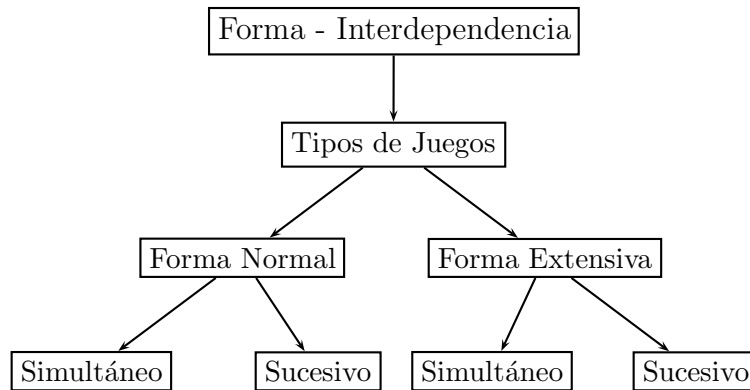 Forma - Interdependencia
Tipos de Juegos
Forma Normal
Forma Extensiva
Simultáneo
Sucesivo
Simultáneo
Sucesivo